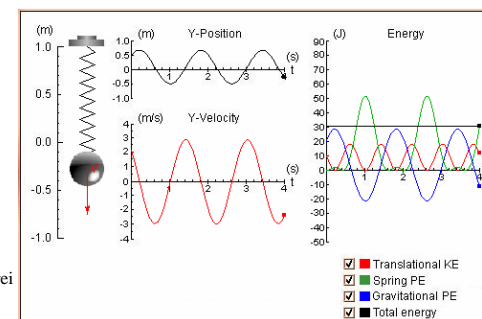 (m)
1.0
0.5
0.0
-0.5
-1.0
(m) Y-Position
1.0
0.5
0
-0.5
-1.0
1 2 3 4
(s)
t
(m/s) Y-Velocity
4
3
2
1
0
-1
-2
-3
-4
1 2 3 4
(s)
t
(J) Energy
90
80
70
60
50
40
30
20
10
0
-10
-20
-30
-40
-50
1 2 3 4
(s)
t
rei
Translational KE
Spring PE
Gravitational PE
Total energy